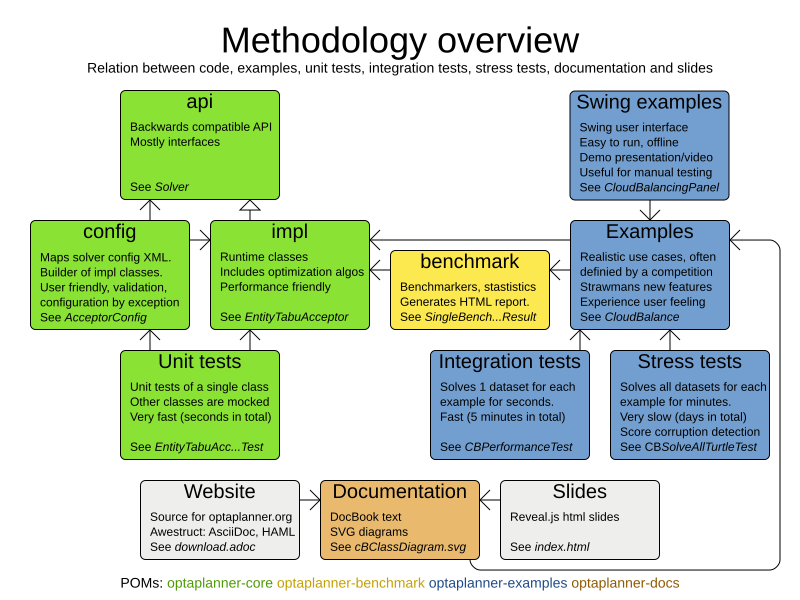 Methodology overview
Relation between code, examples, unit tests, integration tests, stress tests, documentation and slides
api
Backwards compatible API
Mostly interfaces
See Solver
Swing examples
Swing user interface
Easy to run, offline
Demo presentation/video
Useful for manual testing
See CloudBalancingPanel
config
Maps solver config XML.
Builder of impl classes.
User friendly, validation,
configuration by exception
See AcceptorConfig
impl
Runtime classes
Includes optimization algos
Performance friendly
See EntityTabuAcceptor
benchmark
Benchmarkers, stastistics
Generates HTML report.
See SingleBench...Result
Examples
Realistic use cases, often
definied by a competition
Strawmans new features
Experience user feeling
See CloudBalance
Unit tests
Unit tests of a single class
Other classes are mocked
Very fast (seconds in total)
See EntityTabuAcc...Test
Integration tests
Solves 1 dataset for each
example for seconds.
Fast (5 minutes in total)
See CBPerformanceTest
Stress tests
Solves all datasets for each
example for minutes.
Very slow (days in total)
Score corruption detection
See CBSolveAllTurtleTest
Website
Source for optaplanner.org
Awestruct: AsciiDoc, HAML
See download.adoc
Documentation
DocBook text
SVG diagrams
See cBClassDiagram.svg
Slides
Reveal.js html slides
See index.html
POMs: optaplanner-core optaplanner-benchmark optaplanner-examples optaplanner-docs